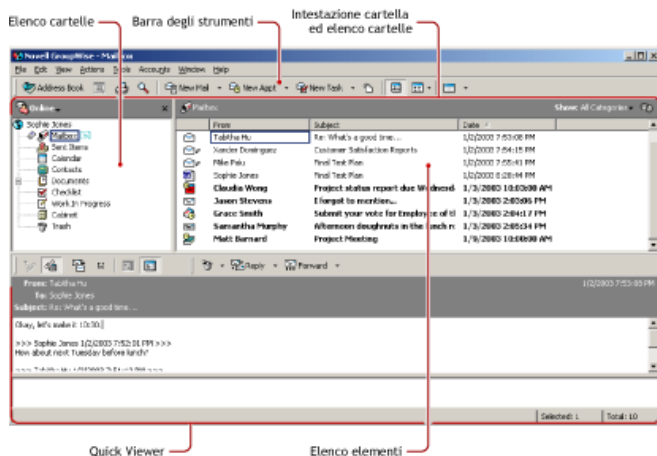 Intestazione cartella
ed elenco cartelle
Elenco cartelle
Barra degli strumenti
Novell GroupWise - Mailbox
File Edit View Actions Tools Accounts Window Help
Address Book New Mail New Appt New Task
Online Mailbox Show: All Categories
Sophie Jones
Mailbox
Sent Items
Calendar
Contacts
Documents
Checklist
Work In Progress
Cabinet
Trash
From Subject Date
Tabitha Hu Re: What's a good time... 1/2/2003 7:53:08 PM
Xander Dominguez Customer Satisfaction Reports 1/2/2003 7:54:15 PM
Mike Palu Final Test Plan 1/2/2003 7:55:41 PM
Sophie Jones Final Test Plan 1/2/2003 8:28:44 PM
Claudia Wong Project status report due Wednesd 1/3/2003 10:03:00 AM
Jason Stevens I forgot to mention... 1/3/2003 2:03:06 PM
Grace Smith Submit your vote for Employee of t 1/3/2003 2:04:17 PM
Samantha Murphy Afternoon doughnuts in the lunch r 1/3/2003 2:05:34 PM
Matt Barnard Project Meeting 1/9/2003 10:00:00 AM
Reply Forward
From: Tabitha Hu 1/2/2003 7:53:08 PM
To: Sophie Jones
Subject: Re: What's a good time...
Okay, let's make it 10:30.
>>> Sophie Jones 1/2/2003 7:52:01 PM >>>
How about next Tuesday before lunch?
Selected: 1 Total: 10
Quick Viewer
Elenco elementi